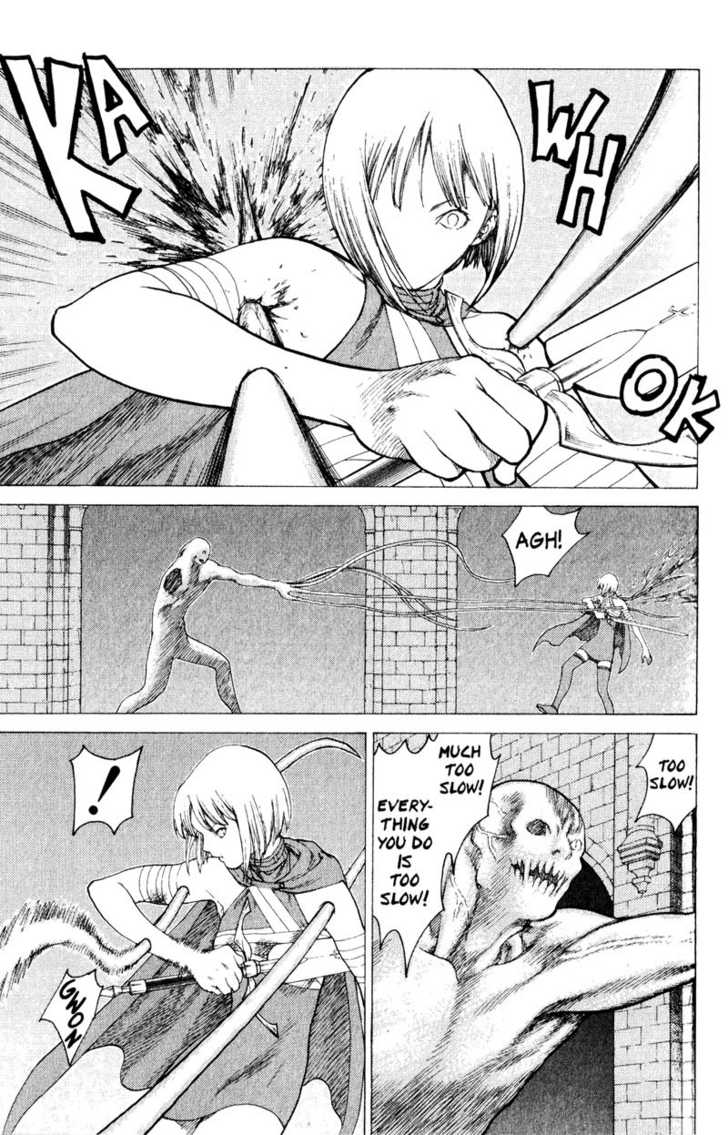 KA
WH
OK
AGH!
TOO
SLOW!
MUCH
TOO
SLOW!
EVERY-
THING
YOU DO
IS
TOO
SLOW!
!
GWON